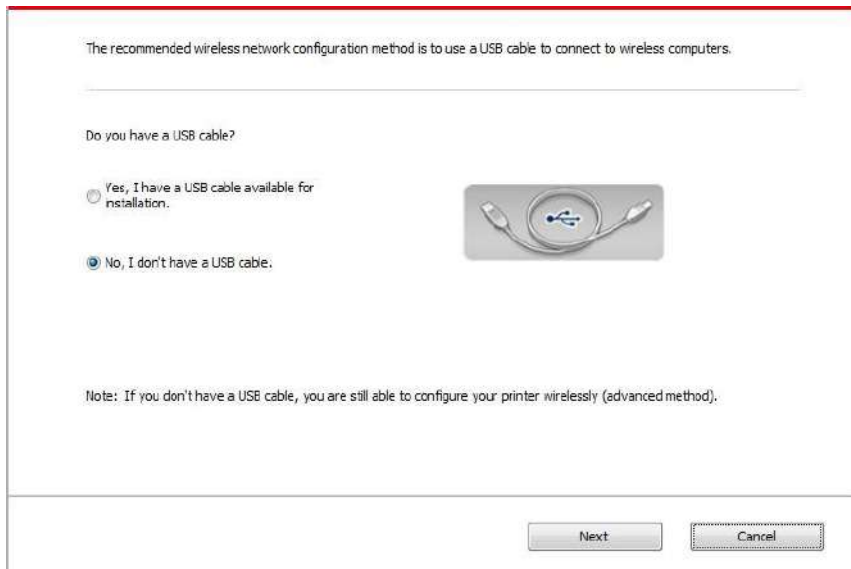 The recommended wireless network configuration method is to use a USB cable to connect to wireless computers.
Do you have a USB cable?
Yes, I have a USB cable available for
nstallation.
No, I don't have a USB cable.
Note: If you don't have a USB cable, you are still able to configure your printer wirelessly (advanced method).
Next
Cancel